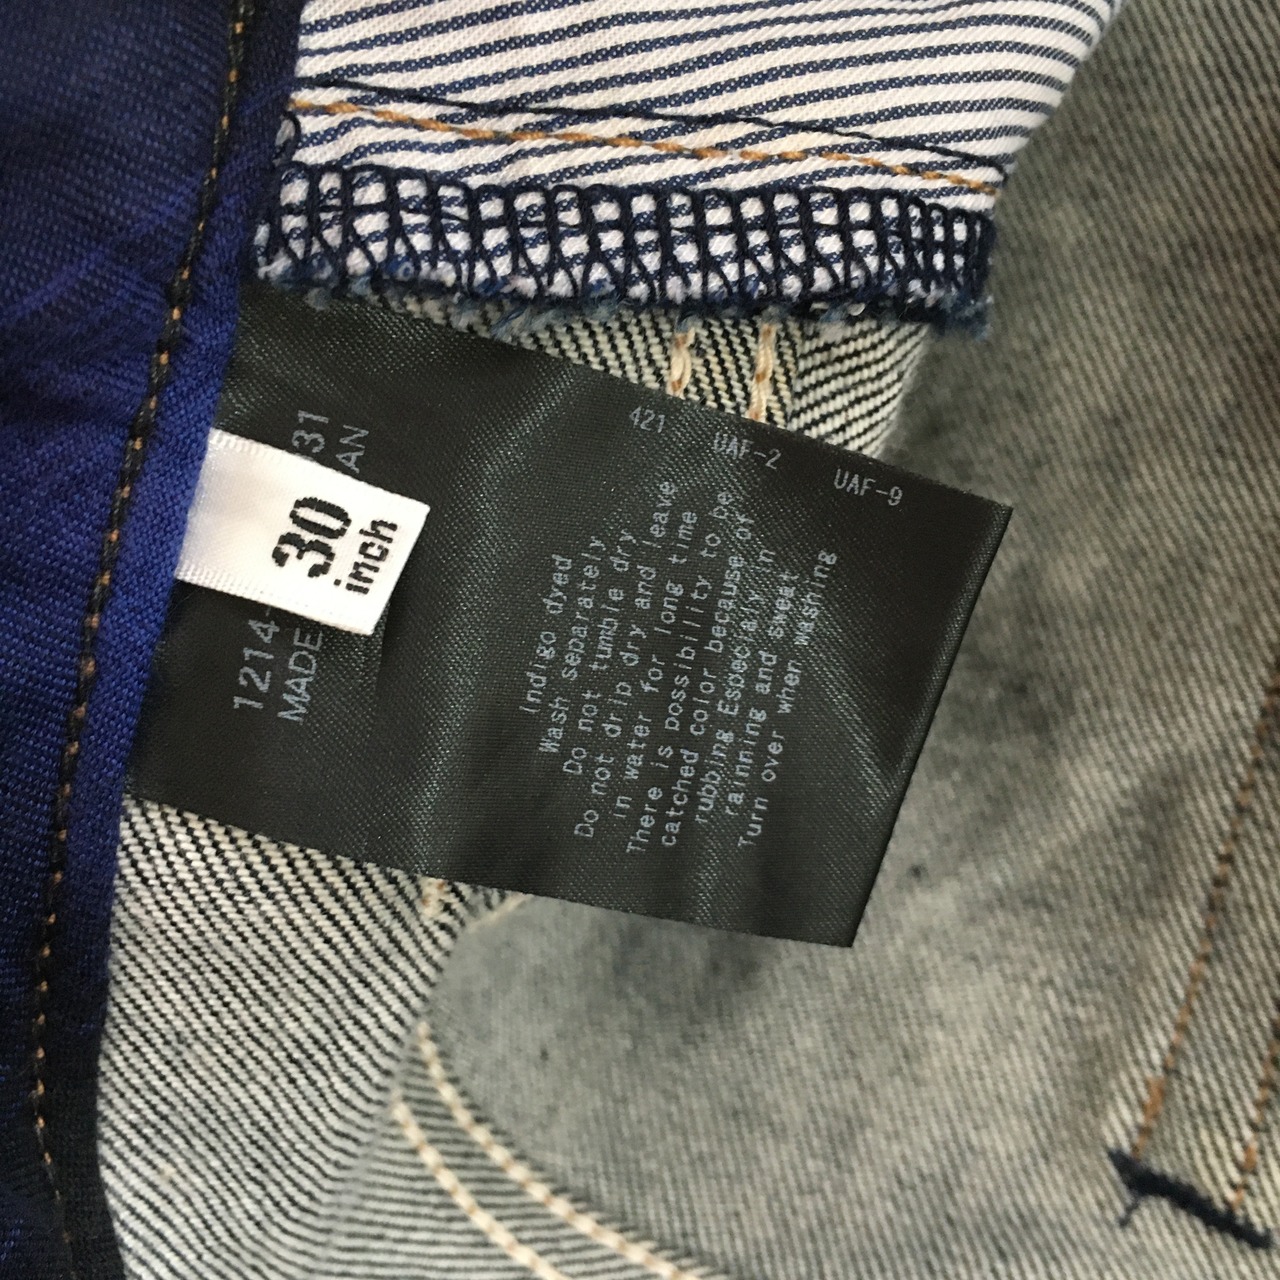 421
UAF-2
UAF-9
30
inch
1214-
31
MADE
AN
Indigo dyed
Wash separately
Do not tumble dry
Do not drip dry and leave
in water for long time
There is possibility to be
catched color because of
rubbing Especially in
rainning and Sweat
Turn over when washing